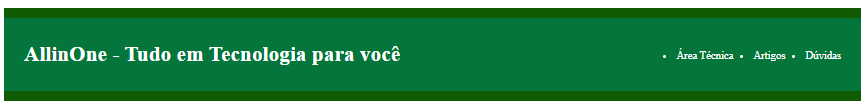 AllinOne - Tudo em Tecnologia para você
• Área Técnica • Artigos • Dúvidas